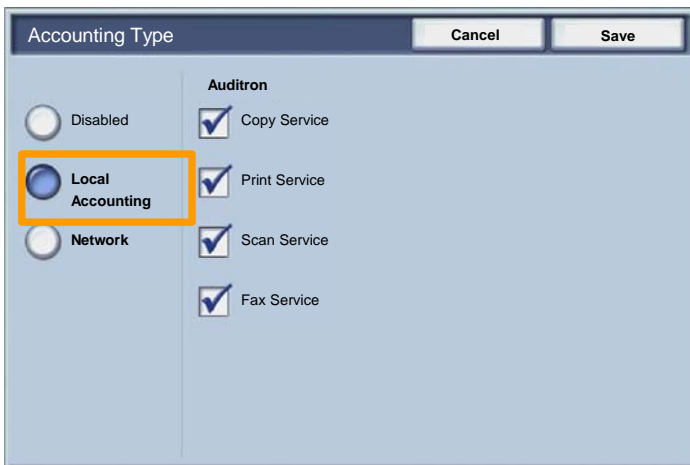 Accounting Type
Cancel
Save
Auditron
Disabled
Copy Service
Local
Accounting
Print Service
Network
Scan Service
Fax Service